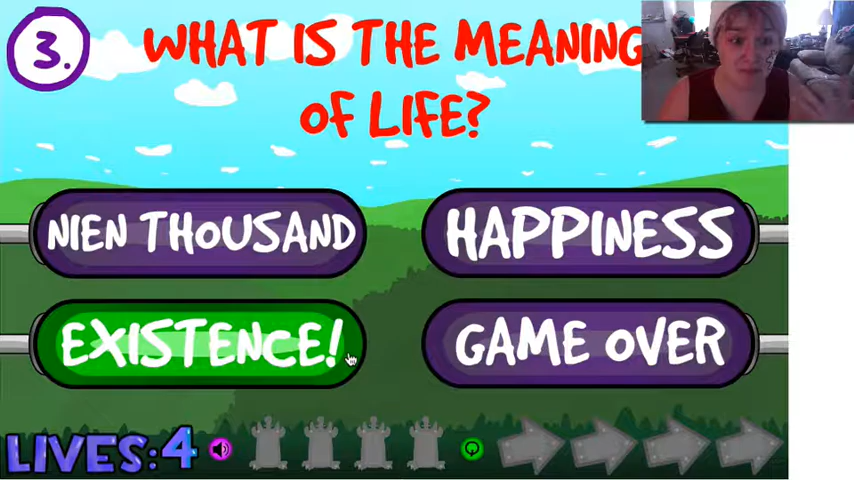 3.
WHAT IS THE MEANING
OF LIFE?
NIEN THOUSAND
HAPPINESS
EXISTENCE!
GAME OVER
LIVES:4